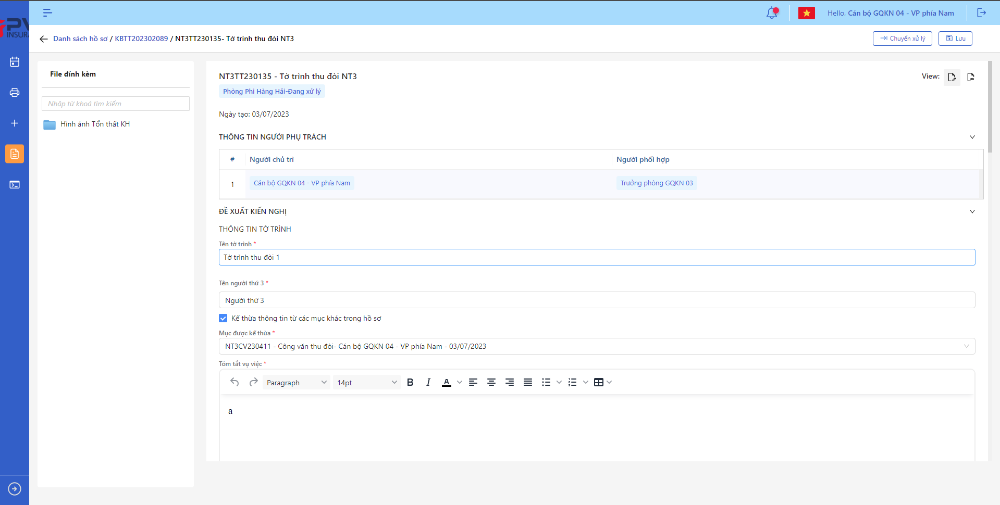 Hello, Cán bộ GQKN 04 - VP phía Nam
INSUR
Danh sách hồ sơ / KBTT202302089 / NT3TT230135- Tờ trình thu đòi NT3
Chuyển xử lý
Lưu
File đính kèm
Nhập từ khoá tìm kiếm
Hình ảnh Tổn thất KH
NT3TT230135 - Tờ trình thu đòi NT3
View:
Phòng Phi Hàng Hải-Đang xử lý
Ngày tạo: 03/07/2023
THÔNG TIN NGƯỜI PHỤ TRÁCH
# Người chủ trì Người phối hợp
1 Cán bộ GQKN 04 - VP phía Nam Trưởng phòng GQKN 03
ĐỀ XUẤT KIẾN NGHỊ
THÔNG TIN TỜ TRÌNH
Tên tờ trình *
Tờ trình thu đòi 1
Tên người thứ 3 *
Người thứ 3
Kế thừa thông tin từ các mục khác trong hồ sơ
Mục được kế thừa *
NT3CV230411 - Công văn thu đòi- Cán bộ GQKN 04 - VP phía Nam - 03/07/2023
Tóm tắt vụ việc *
Paragraph 14pt B I A
a